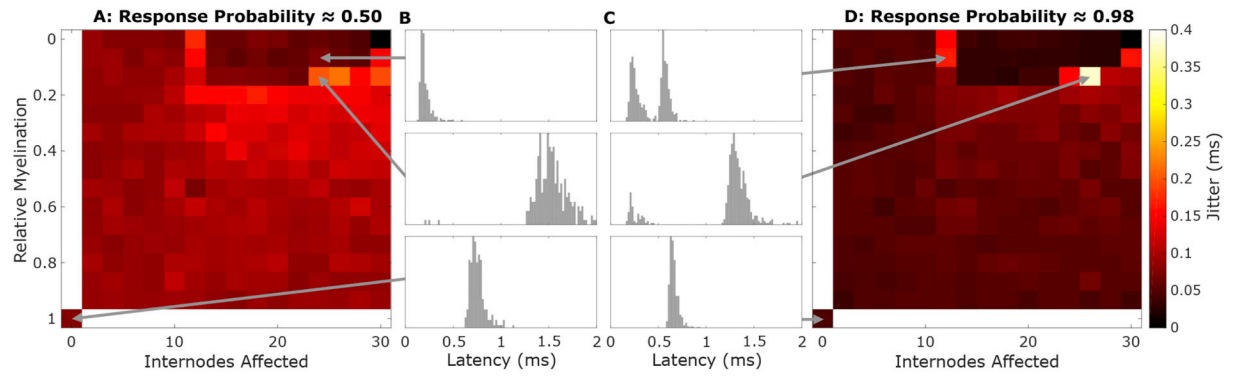 A: Response Probability ≈ 0.50
B
C
D: Response Probability ≈ 0.98
Relative Myelination
0
0.2
0.4
0.6
0.8
1
0 10 20 30
Internodes Affected
0 0.5 1 1.5 2
Latency (ms)
0 0.5 1 1.5 2
Latency (ms)
0 10 20 30
Internodes Affected
0.4
0.35
0.3
0.25
0.2
0.15
0.1
0.05
0
Jitter (ms)